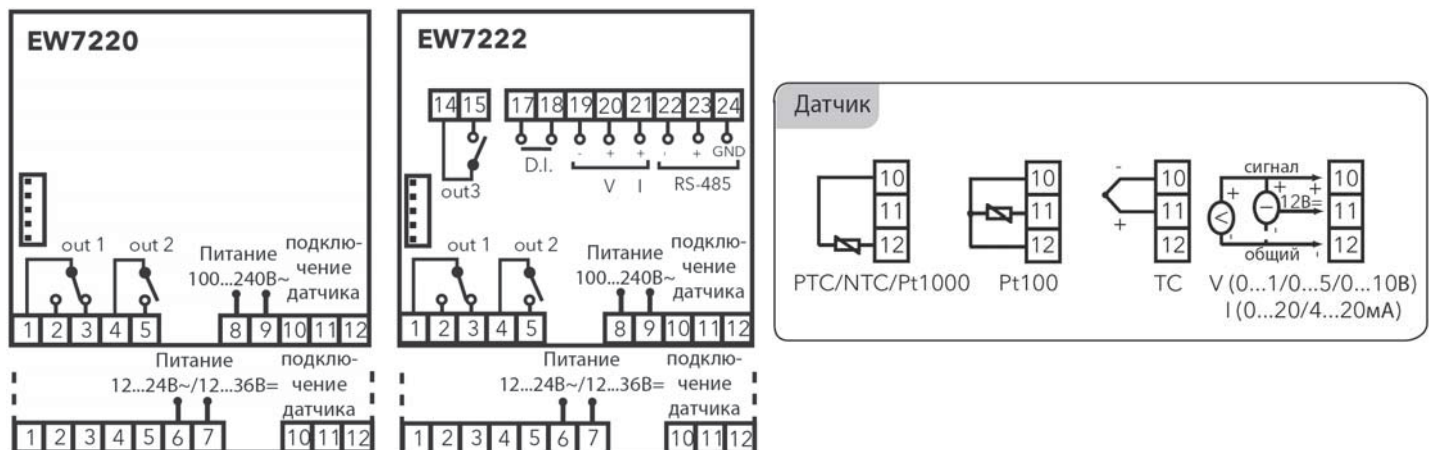 EW7220
out 1 out 2
Питание
100...240В~
подклю-
чение
датчика
1 2 3 4 5 8 9 10 11 12
Питание
12...24В~/12...36В=
подклю-
чение
датчика
1 2 3 4 5 6 7 10 11 12
EW7222
14 15 17 18 19 20 21 22 23 24
- + + - + GND
D.I.
V I RS-485
out3
out 1 out 2
Питание
100...240В~
подклю-
чение
датчика
1 2 3 4 5 8 9 10 11 12
Питание
12...24В~/12...36В=
подклю-
чение
датчика
1 2 3 4 5 6 7 10 11 12
Датчик
10
11
12
PTC/NTC/Pt1000
10
11
12
Pt100
-
+
10
11
12
TC
сигнал
+ + +
12В=
V I
- - -
общий
10
11
12
V (0...1/0...5/0...10В)
I (0...20/4...20мА)